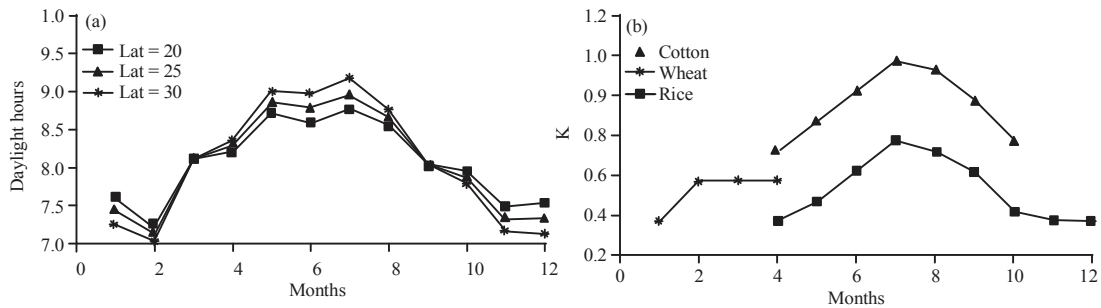 (a)
1.0
9.5
9.0
8.5
8.0
7.5
7.0
Daylight hours
Lat = 20
Lat = 25
Lat = 30
0 2 4 6 8 10 12
Months
(b)
1.2
1.0
0.9
0.8
0.6
0.4
0.2
K
Cotton
Wheat
Rice
0 2 4 6 8 10 12
Months